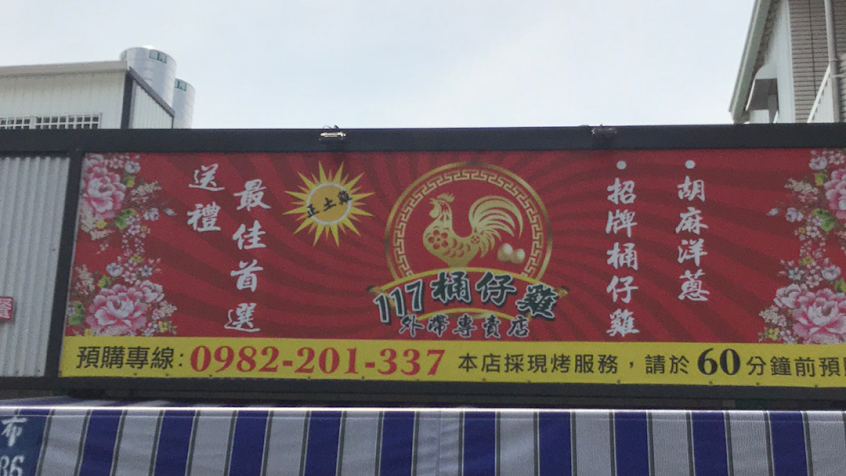 送禮
最佳首選
正土雞
117桶仔雞
外帶專賣店
•胡麻洋蔥
•招牌桶仔雞
預購專線:0982-201-337 本店採現烤服務，請於60分鐘前預
布
86